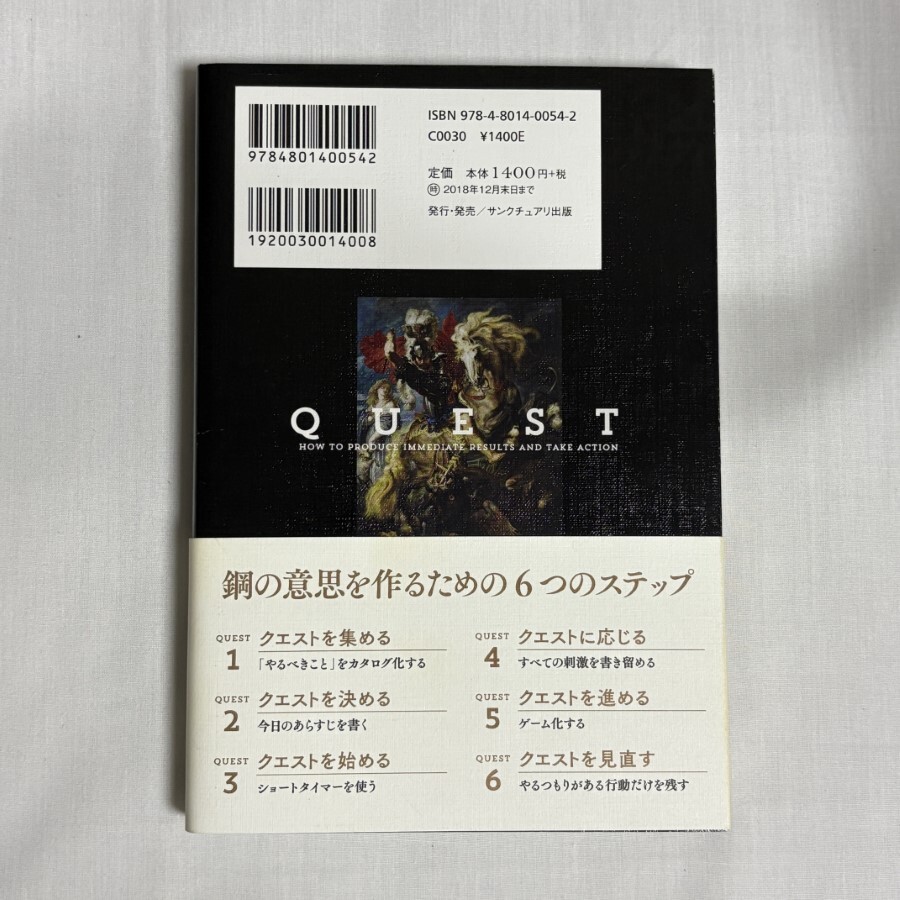 ISBN 978-4-8014-0054-2
C0030 ¥1400E
9784801400542
定価 本体1400円+税
時 2018年12月末日まで
発行・発売/サンクチュアリ出版
1920030014008
QUEST
HOW TO PRODUCE IMMEDIATE RESULTS AND TAKE ACTION
鋼の意思を作るための6つのステップ
QUEST 1 クエストを集める
「やるべきこと」をカタログ化する
QUEST 2 クエストを決める
今日のあらすじを書く
QUEST 3 クエストを始める
ショートタイマーを使う
QUEST 4 クエストに応じる
すべての刺激を書き留める
QUEST 5 クエストを進める
ゲーム化する
QUEST 6 クエストを見直す
やるつもりがある行動だけを残す